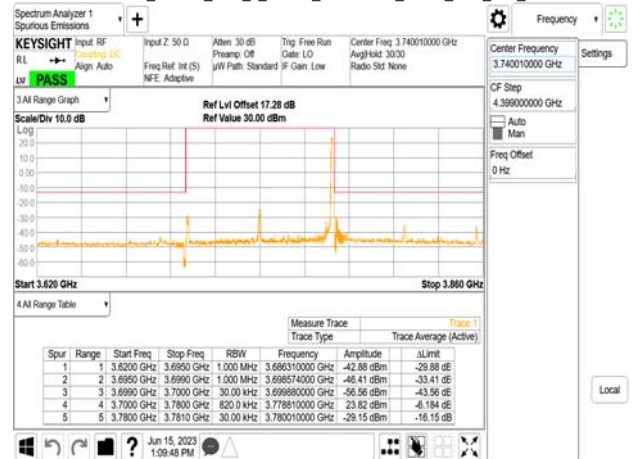 Spectrum Analyzer 1
Spurious Emissions
+
Frequency
KEYSIGHT Input: RF Input Z: 50 Ω Atten: 30 dB Trig: Free Run Center Freq: 3.740010000 GHz
RL Coupling: DC Preamp: Off Gate: LO Avg|Hold: 30/30
Align: Auto Freq Ref: Int (S) µW Path: Standard IF Gain: Low Radio Std: None
LU PASS NFE: Adaptive
Center Frequency
3.740010000 GHz
Settings
CF Step
4.399000000 GHz
Auto
Man
Freq Offset
0 Hz
3 All Range Graph
Ref Lvl Offset 17.28 dB
Scale/Div 10.0 dB Ref Value 30.00 dBm
Log
20.0
10.0
0.00
-10.0
-20.0
-30.0
-40.0
-50.0
-60.0
Start 3.620 GHz Stop 3.860 GHz
4 All Range Table
Measure Trace Trace 1
Trace Type Trace Average (Active)
Spur Range Start Freq Stop Freq RBW Frequency Amplitude ΔLimit
1 1 3.6200 GHz 3.6950 GHz 1.000 MHz 3.686310000 GHz -42.88 dBm -29.88 dB
2 2 3.6950 GHz 3.6990 GHz 1.000 MHz 3.698574000 GHz -46.41 dBm -33.41 dB
3 3 3.6990 GHz 3.7000 GHz 30.00 kHz 3.699880000 GHz -56.56 dBm -43.56 dB
4 4 3.7000 GHz 3.7800 GHz 820.0 kHz 3.778810000 GHz 23.82 dBm -6.184 dB
5 5 3.7800 GHz 3.7810 GHz 30.00 kHz 3.780010000 GHz -29.15 dBm -16.15 dB
Local
? Jun 15, 2023
1:09:48 PM